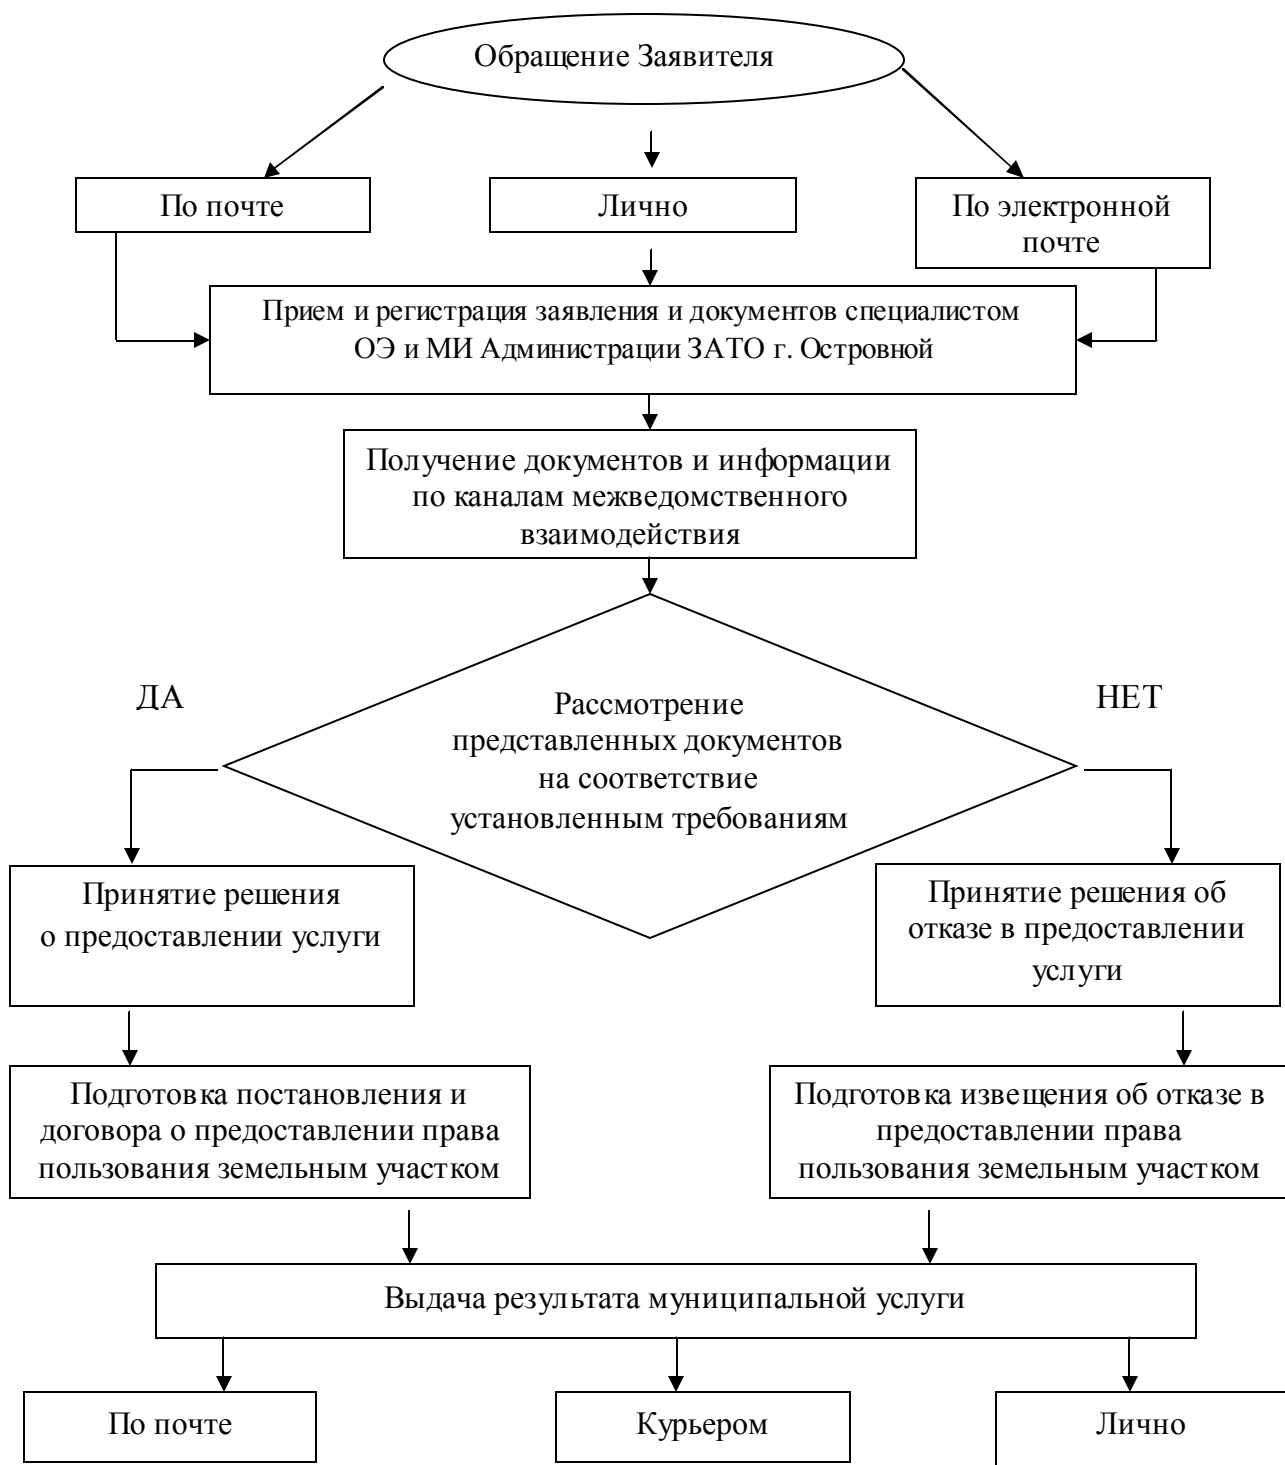 Обращение Заявителя
По почте
Лично
По электронной
почте
Прием и регистрация заявления и документов специалистом
ОЭ и МИ Администрации ЗАТО г. Островной
Получение документов и информации
по каналам межведомственного
взаимодействия
ДА
НЕТ
Рассмотрение
представленных документов
на соответствие
установленным требованиям
Принятие решения
о предоставлении услуги
Принятие решения об
отказе в предоставлении
услуги
Подготовка постановления и
договора о предоставлении права
пользования земельным участком
Подготовка извещения об отказе в
предоставлении права
пользования земельным участком
Выдача результата муниципальной услуги
По почте
Курьером
Лично